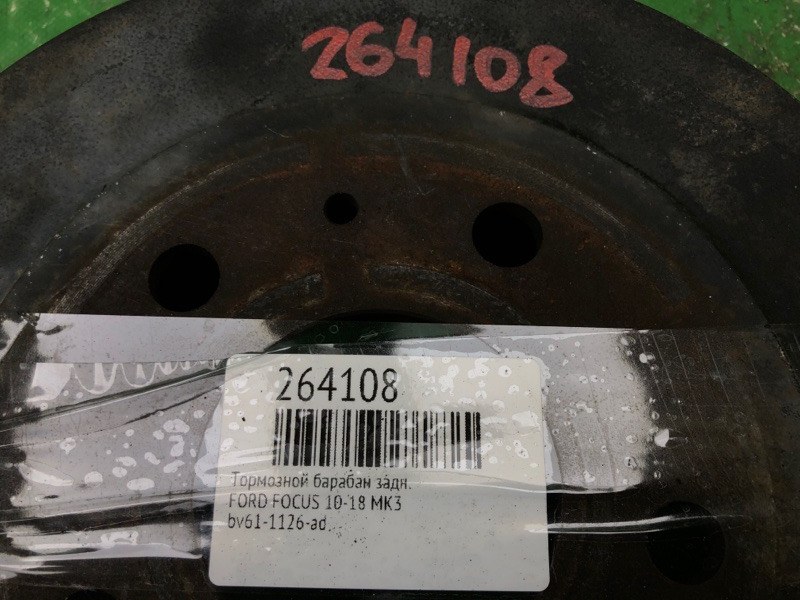 264108
264108
Тормозной барабан задн.
FORD FOCUS 10-18 MK3
bv61-1126-ad